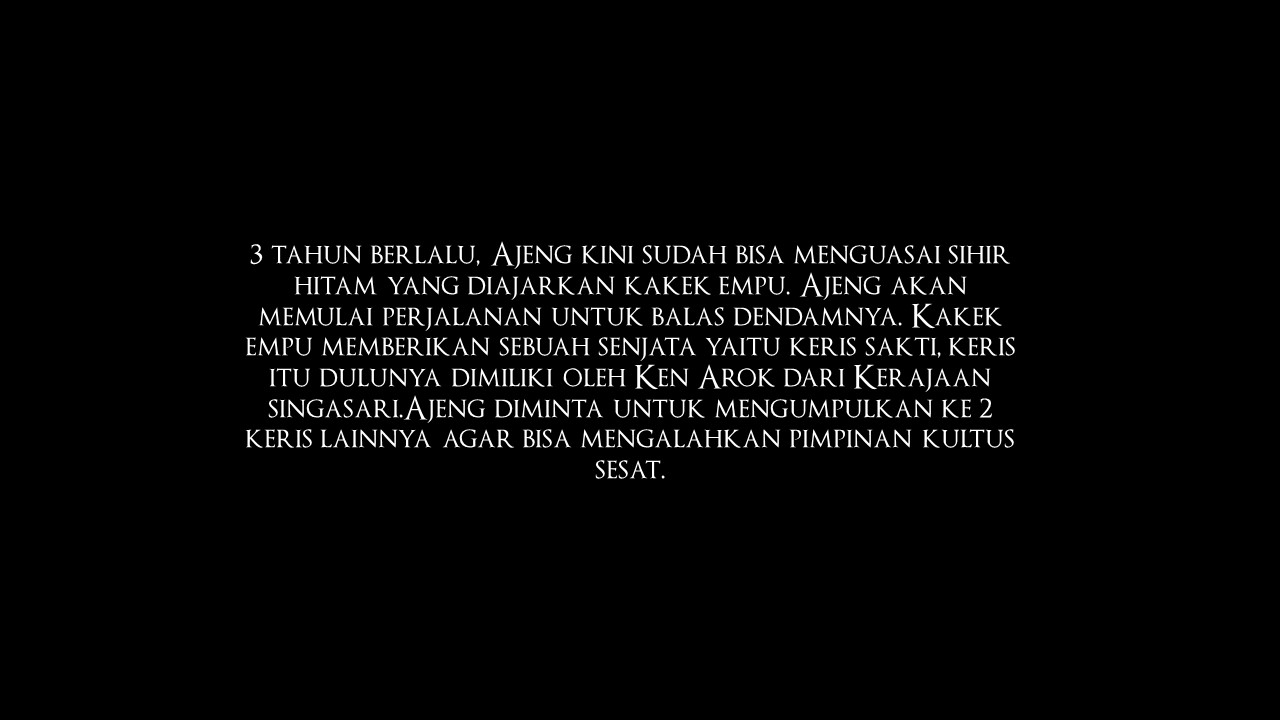 3 tahun berlalu, Ajeng kini sudah bisa menguasai sihir
hitam yang diajarkan kakek empu. Ajeng akan
memulai perjalanan untuk balas dendamnya. Kakek
empu memberikan sebuah senjata yaitu keris sakti, keris
itu dulunya dimiliki oleh Ken Arok dari Kerajaan
singasari.Ajeng diminta untuk mengumpulkan ke 2
keris lainnya agar bisa mengalahkan pimpinan kultus
sesat.